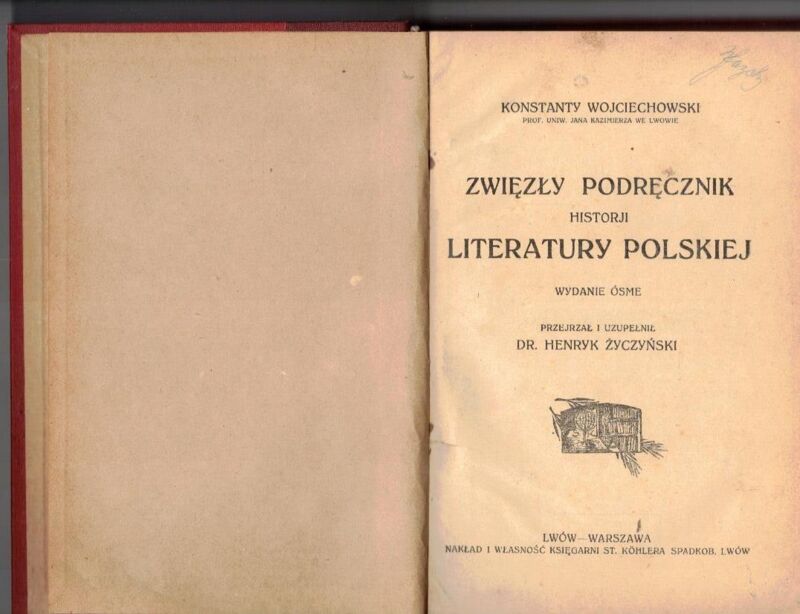 KONSTANTY WOJCIECHOWSKI
PROF. UNIW. JANA KAZIMIERZA WE LWOWIE
ZWIĘZŁY PODRĘCZNIK
HISTORJI
LITERATURY POLSKIEJ
WYDANIE ÓSME
PRZEJRZAŁ I UZUPEŁNIŁ
DR. HENRYK ŻYCZYŃSKI
LWÓW—WARSZAWA
NAKŁAD I WŁASNOŚĆ KSIĘGARNI ST. KÖHLERA SPADKOB. LWÓW